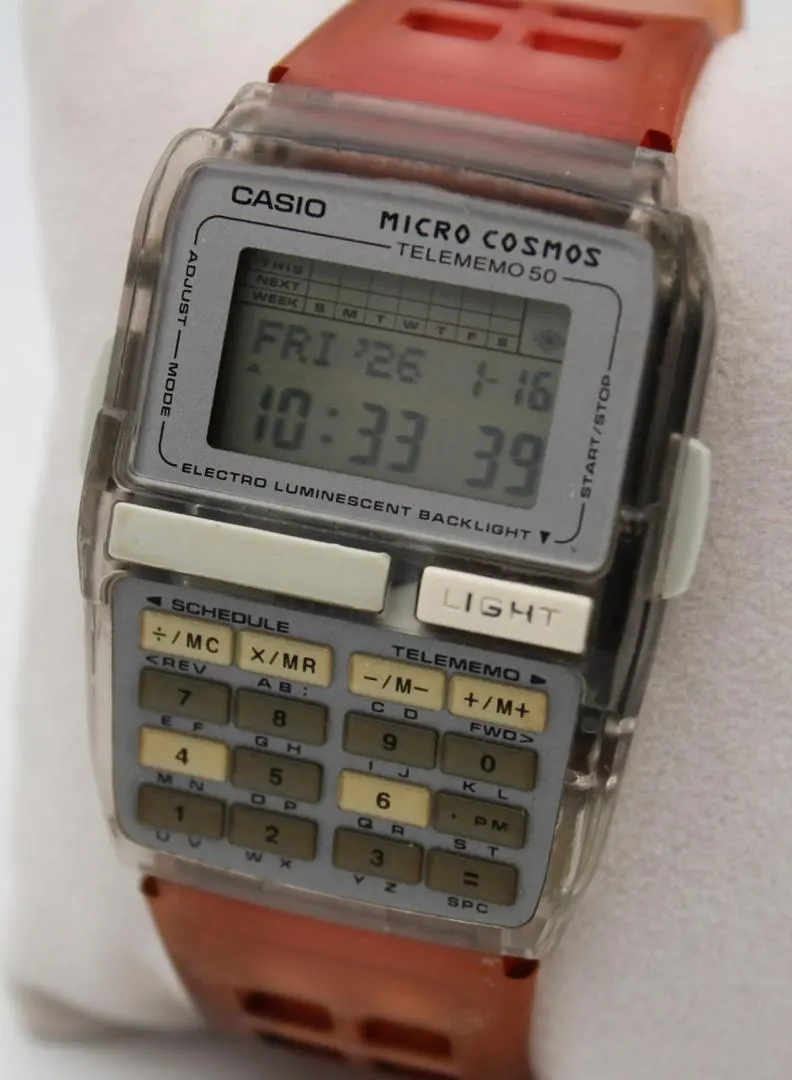 CASIO
MICRO COSMOS
TELEMEMO 50
ADJUST — MODE
START/STOP
THIS
NEXT
WEEK S M T W T F S
FRI '26 1-16
A
10:33 39
ELECTRO LUMINESCENT BACKLIGHT ▼
LIGHT
◀ SCHEDULE
TELEMEMO ▶
÷/MC X/MR -/M- +/M+
<REV A B : C D FWD>
7 8 9 0
E F G H I J K L
4 5 6 · PM
M N O P Q R S T
1 2 3 =
U V W X Y Z SPC